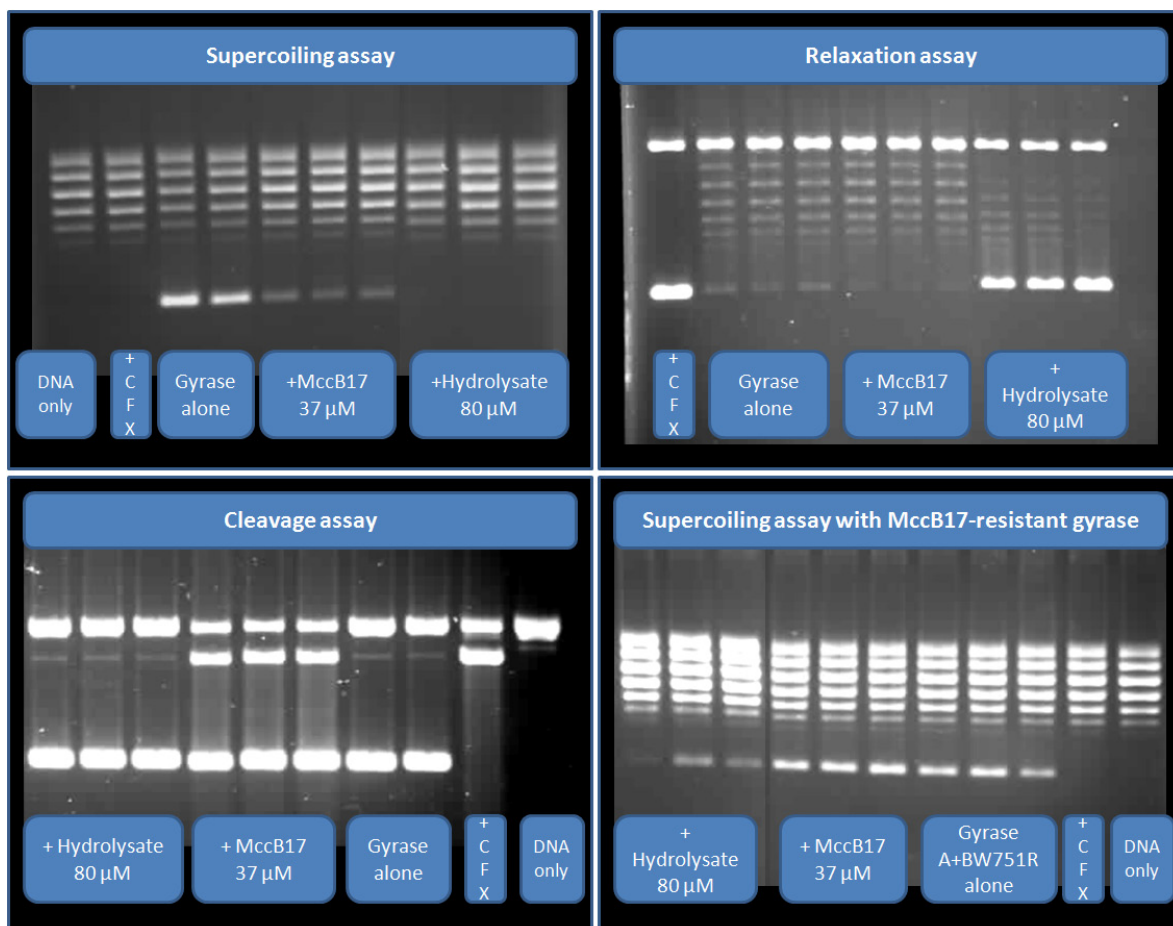 Supercoiling assay
DNA
only
+
C
F
X
Gyrase
alone
+MccB17
37 µM
+Hydrolysate
80 µM
Relaxation assay
+
C
F
X
Gyrase
alone
+ MccB17
37 µM
+
Hydrolysate
80 µM
Cleavage assay
+ Hydrolysate
80 µM
+ MccB17
37 µM
Gyrase
alone
+
C
F
X
DNA
only
Supercoiling assay with MccB17-resistant gyrase
+
Hydrolysate
80 µM
+ MccB17
37 µM
Gyrase
A+BW751R
alone
+
C
F
X
DNA
only